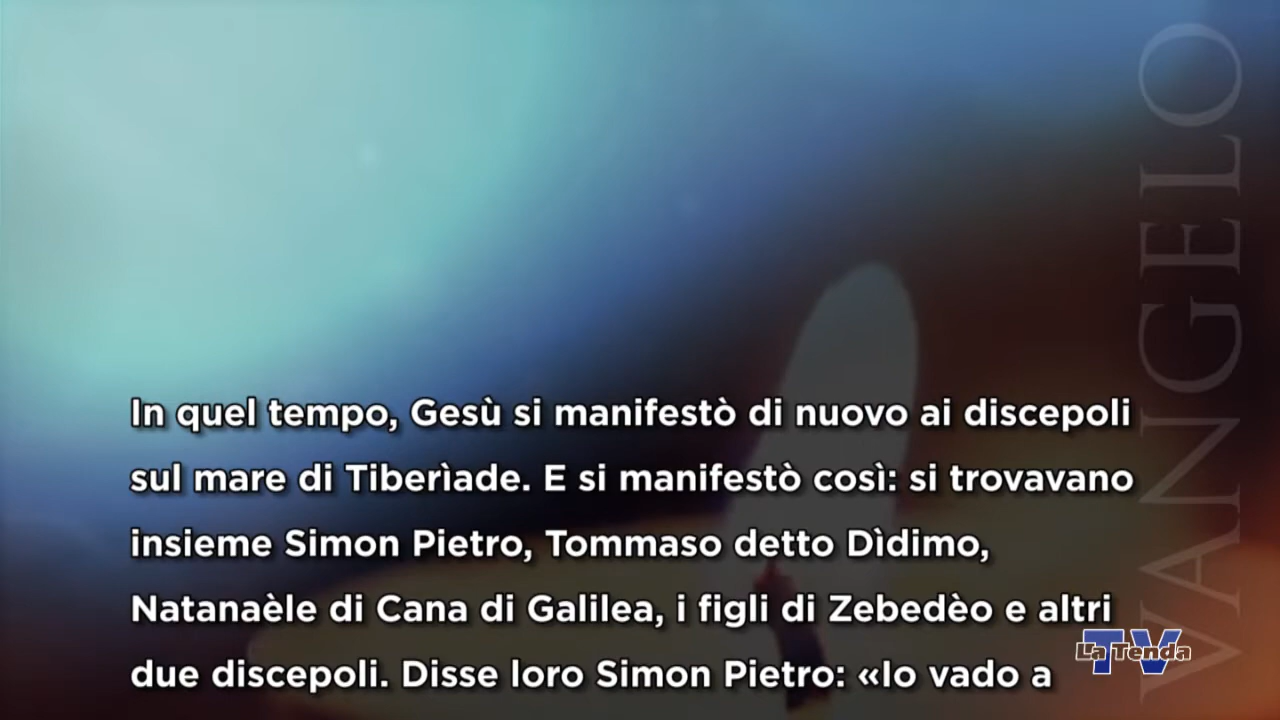 VANGELO
In quel tempo, Gesù si manifestò di nuovo ai discepoli
sul mare di Tiberìade. E si manifestò così: si trovavano
insieme Simon Pietro, Tommaso detto Dìdimo,
Natanaèle di Cana di Galilea, i figli di Zebedèo e altri
due discepoli. Disse loro Simon Pietro: «Io vado a
TV
La Tenda